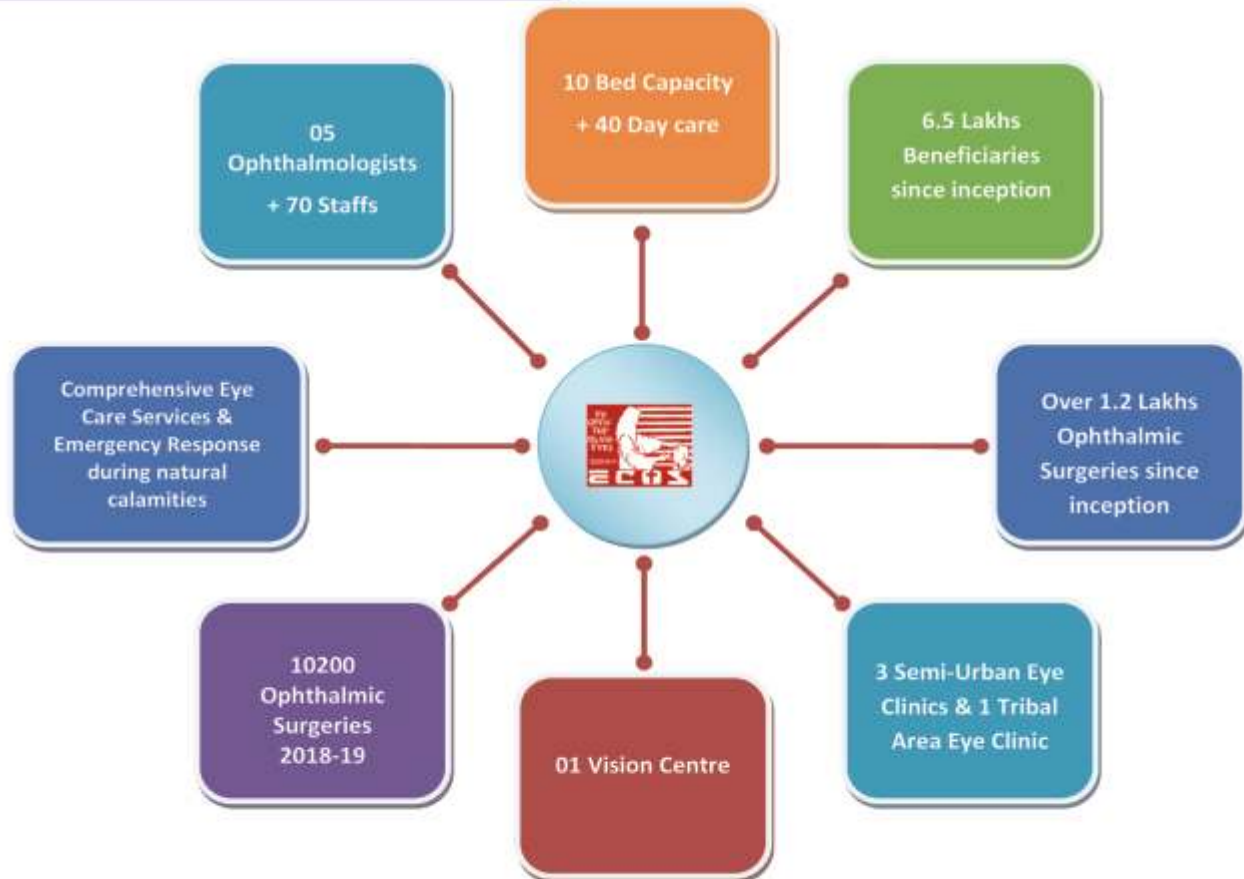 10 Bed Capacity
+ 40 Day care
05
Ophthalmologists
+ 70 Staffs
6.5 Lakhs
Beneficiaries
since inception
Comprehensive Eye
Care Services &
Emergency Response
during natural
calamities
Over 1.2 Lakhs
Ophthalmic
Surgeries since
inception
10200
Ophthalmic
Surgeries
2018-19
01 Vision Centre
3 Semi-Urban Eye
Clinics & 1 Tribal
Area Eye Clinic